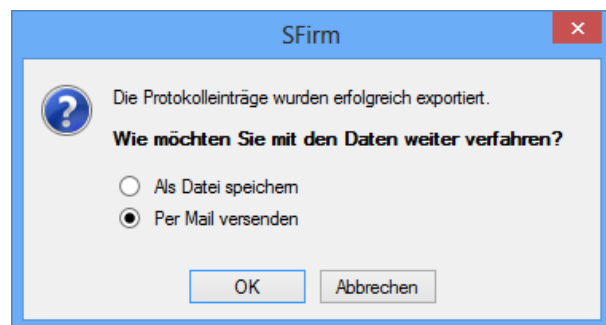 SFirm
Die Protokolleinträge wurden erfolgreich exportiert.
Wie möchten Sie mit den Daten weiter verfahren?
Als Datei speichern
Per Mail versenden
OK
Abbrechen